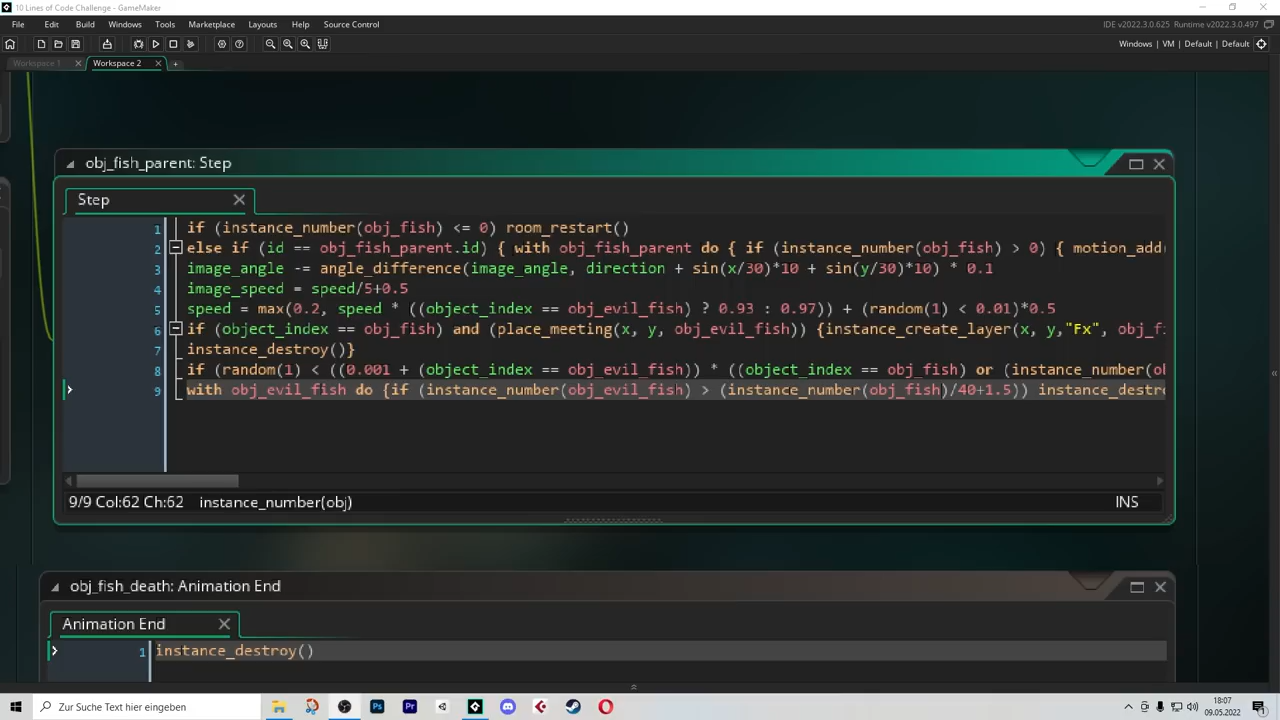 10 Lines of Code Challenge - GameMaker
File Edit Build Windows Tools Marketplace Layouts Help Source Control
IDE v2022.3.0.625 Runtime v2022.3.0.497
Windows | VM | Default | Default
Workspace 1 Workspace 2
obj_fish_parent: Step
Step
1 if (instance_number(obj_fish) <= 0) room_restart()
2 else if (id == obj_fish_parent.id) { with obj_fish_parent do { if (instance_number(obj_fish) > 0) { motion_add
3 image_angle -= angle_difference(image_angle, direction + sin(x/30)*10 + sin(y/30)*10) * 0.1
4 image_speed = speed/5+0.5
5 speed = max(0.2, speed * ((object_index == obj_evil_fish) ? 0.93 : 0.97)) + (random(1) < 0.01)*0.5
6 if (object_index == obj_fish) and (place_meeting(x, y, obj_evil_fish)) {instance_create_layer(x, y,"Fx", obj_fi
7 instance_destroy()}
8 if (random(1) < ((0.001 + (object_index == obj_evil_fish)) * ((object_index == obj_fish) or (instance_number(ob
9 with obj_evil_fish do {if (instance_number(obj_evil_fish) > (instance_number(obj_fish)/40+1.5)) instance_destro
9/9 Col:62 Ch:62 instance_number(obj) INS
obj_fish_death: Animation End
Animation End
1 instance_destroy()
Zur Suche Text hier eingeben
18:07
09.05.2022